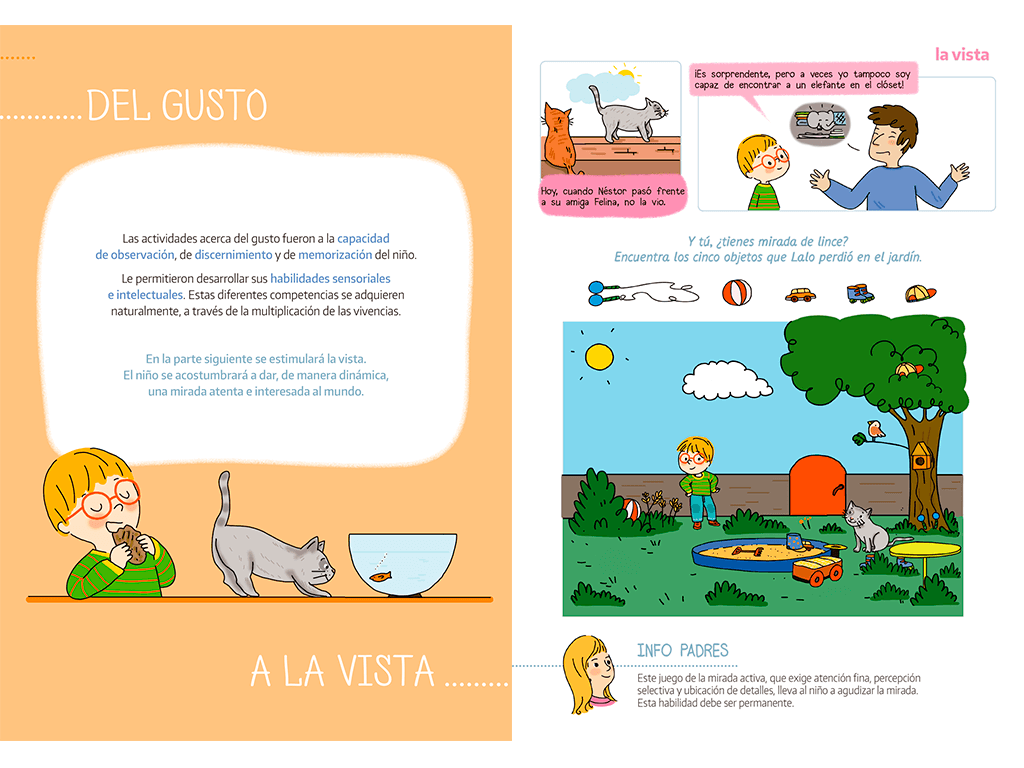 DEL GUSTO
Las actividades acerca del gusto fueron a la capacidad
de observación, de discernimiento y de memorización del niño.
Le permitieron desarrollar sus habilidades sensoriales
e intelectuales. Estas diferentes competencias se adquieren
naturalmente, a través de la multiplicación de las vivencias.
En la parte siguiente se estimulará la vista.
El niño se acostumbrará a dar, de manera dinámica,
una mirada atenta e interesada al mundo.
A LA VISTA
la vista
¡Es sorprendente, pero a veces yo tampoco soy
capaz de encontrar a un elefante en el clóset!
Hoy, cuando Néstor pasó frente
a su amiga Felina, no la vio.
Y tú, ¿tienes mirada de lince?
Encuentra los cinco objetos que Lalo perdió en el jardín.
INFO PADRES
Este juego de la mirada activa, que exige atención fina, percepción
selectiva y ubicación de detalles, lleva al niño a agudizar la mirada.
Esta habilidad debe ser permanente.